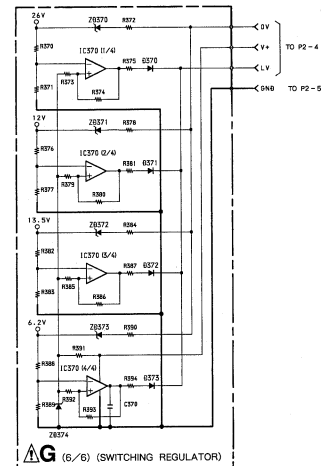 26V
ZD370 R372
0V
R370
V+
TO P2-4
IC370 (1/4)
R375 D370
LV
R373
R371
R374
GND TO P2-5
12V
ZD371 R378
R376
IC370 (2/4)
R381 D371
R379
R377
R380
13.5V
ZD372 R384
R382
IC370 (3/4)
R387 D372
R385
R383
R386
6.2V
ZD373 R390
R391
R388
IC370 (4/4)
R394 D373
R392
R389
R393 C370
ZD374
G (6/6) (SWITCHING REGULATOR)